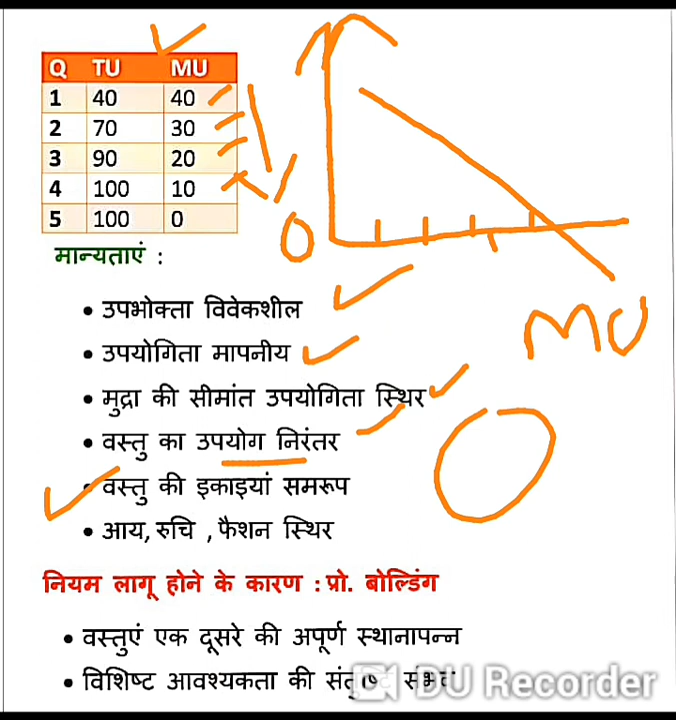 Q TU MU
1 40 40
2 70 30
3 90 20
4 100 10
5 100 0
0
MU
मान्यताएं :
• उपभोक्ता विवेकशील
• उपयोगिता मापनीय
• मुद्रा की सीमांत उपयोगिता स्थिर
• वस्तु का उपयोग निरंतर
• वस्तु की इकाइयां समरूप
• आय, रुचि , फैशन स्थिर
नियम लागू होने के कारण : प्रो. बोल्डिंग
• वस्तुएं एक दूसरे की अपूर्ण स्थानापन्न
• विशिष्ट आवश्यकता की
DU Recorder